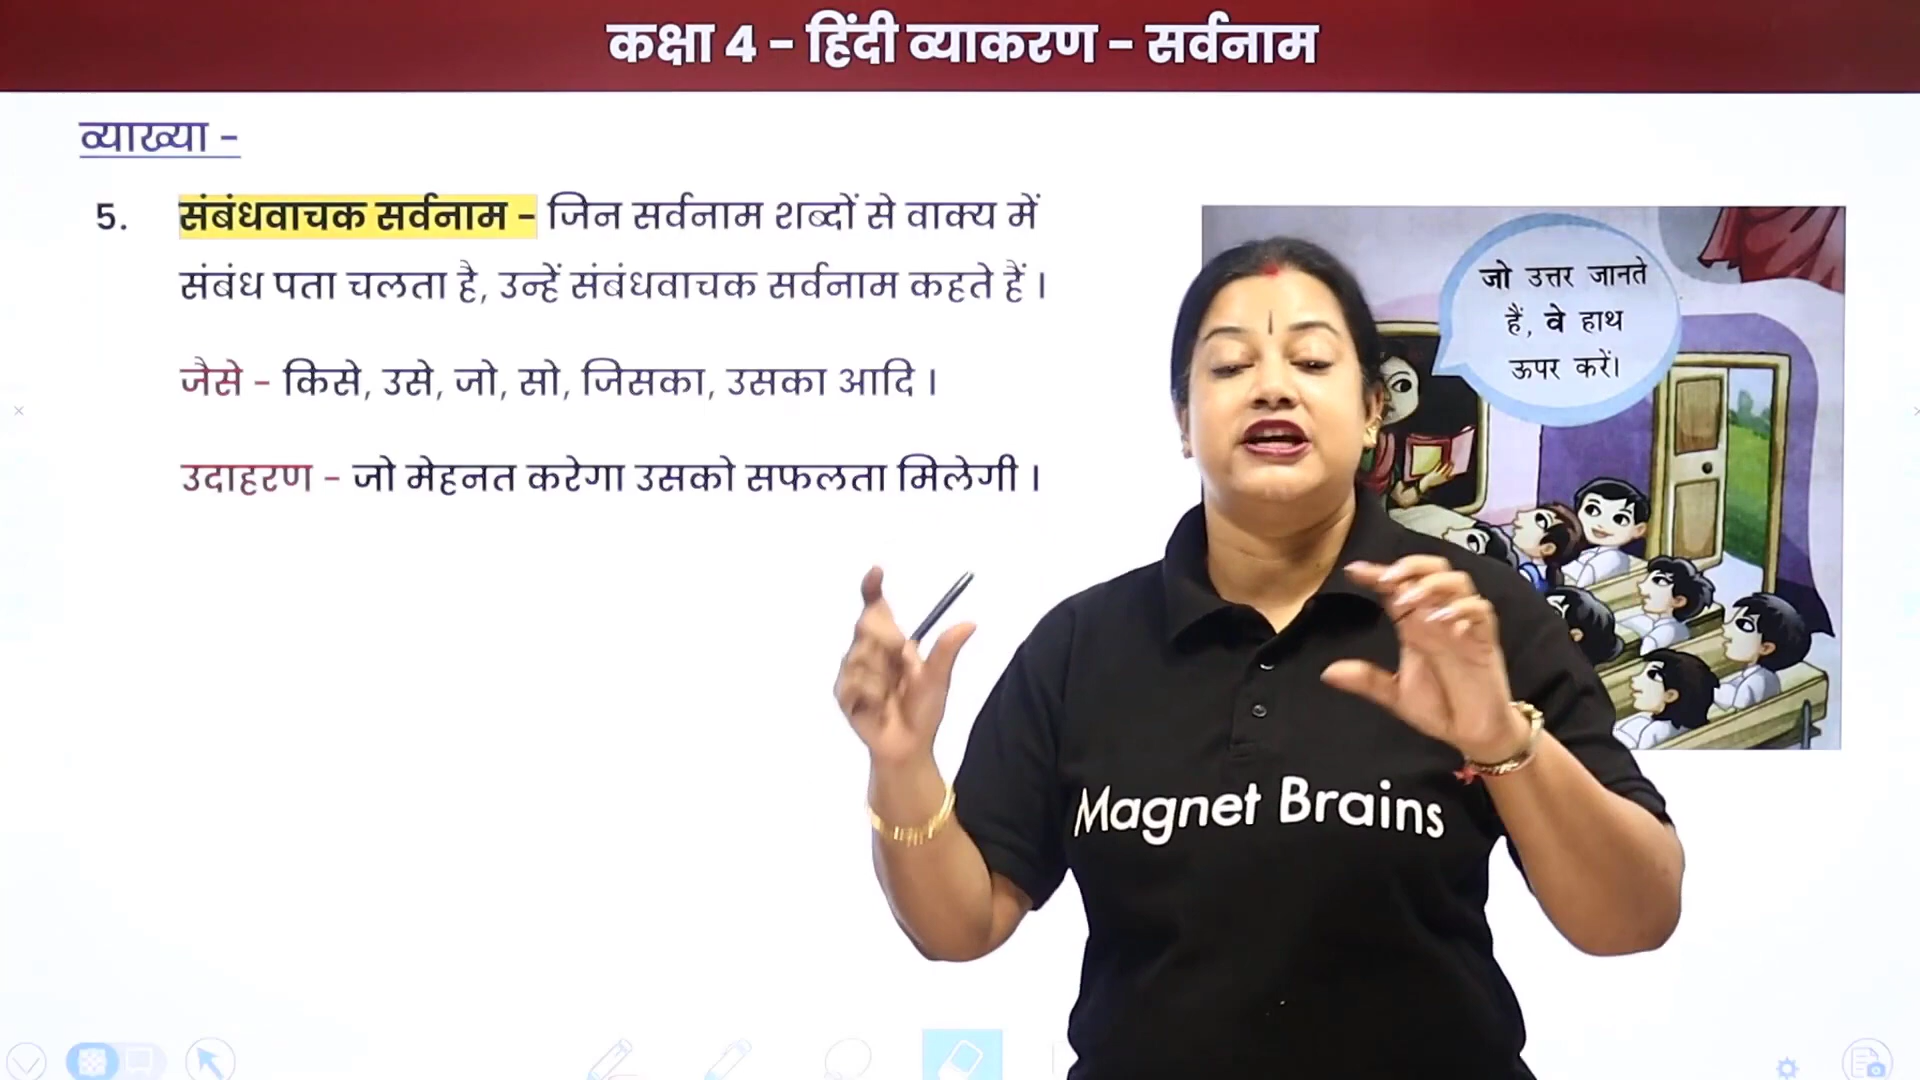 कक्षा 4 - हिंदी व्याकरण - सर्वनाम
व्याख्या -
5. संबंधवाचक सर्वनाम - जिन सर्वनाम शब्दों से वाक्य में
संबंध पता चलता है, उन्हें संबंधवाचक सर्वनाम कहते हैं ।
जैसे - किसे, उसे, जो, सो, जिसका, उसका आदि ।
उदाहरण - जो मेहनत करेगा उसको सफलता मिलेगी ।
जो उत्तर जानते
हैं, वे हाथ
ऊपर करें।
Magnet Brains